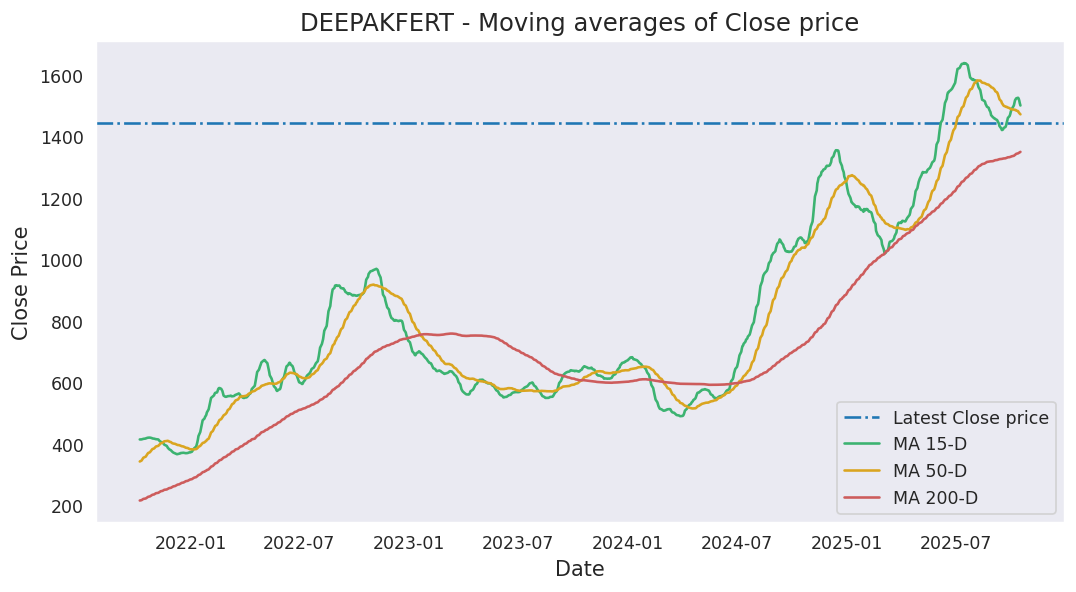 DEEPAKFERT - Moving averages of Close price
Close Price
1600
1400
1200
1000
800
600
400
200
2022-01
2022-07
2023-01
2023-07
2024-01
2024-07
2025-01
2025-07
Date
Latest Close price
MA 15-D
MA 50-D
MA 200-D